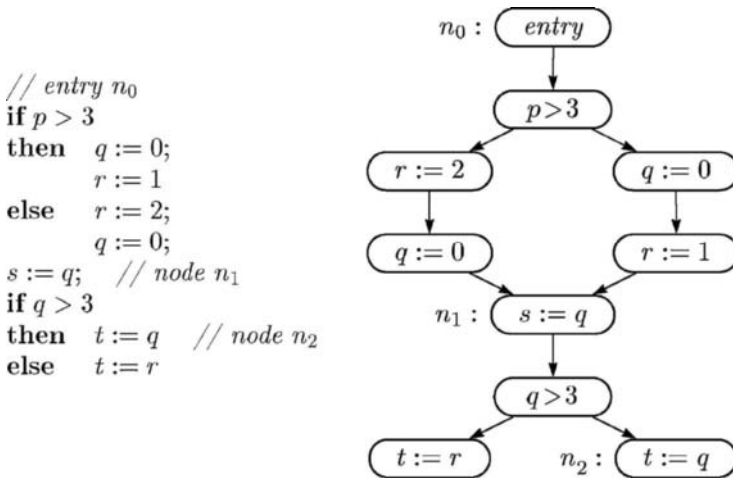 // entry n₀
if p > 3
then q := 0;
r := 1
else r := 2;
q := 0;
s := q; // node n₁
if q > 3
then t := q // node n₂
else t := r
n₀ : entry
p > 3
r := 2 q := 0
q := 0 r := 1
n₁ : s := q
q > 3
t := r n₂ : t := q